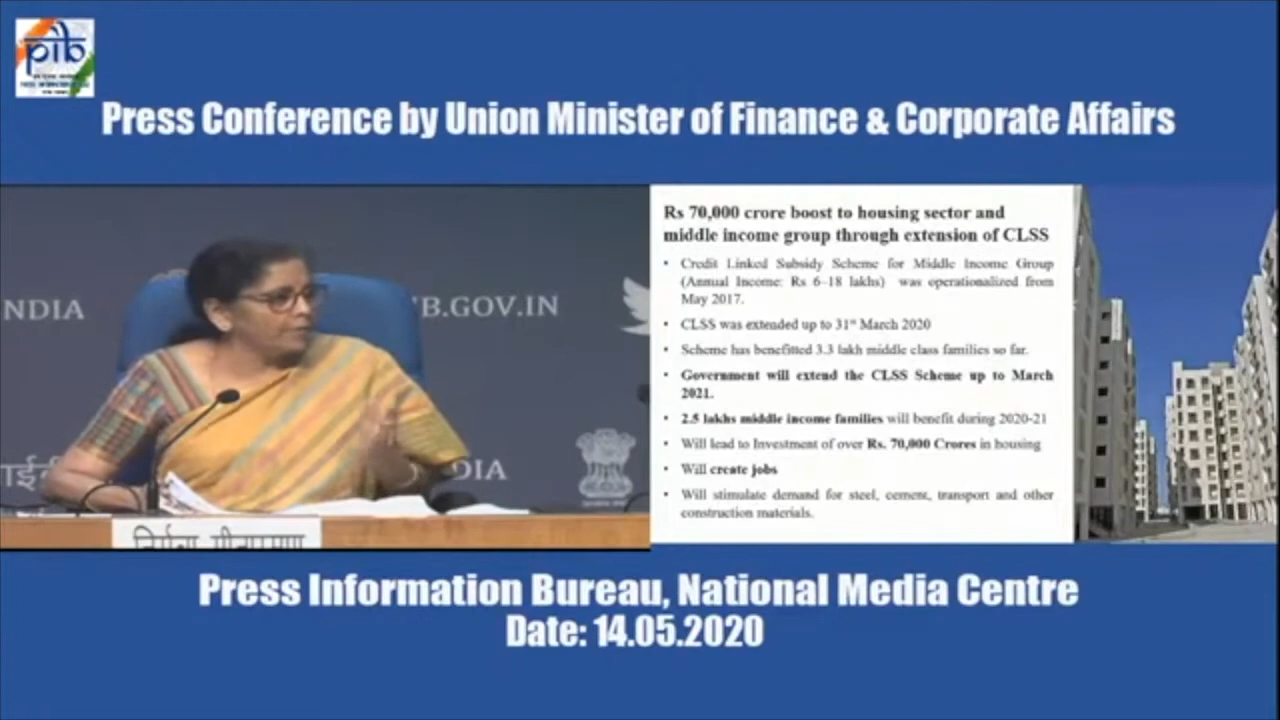 pib
Press Conference by Union Minister of Finance & Corporate Affairs
NDIA
B.GOV.IN
DIA
Rs 70,000 crore boost to housing sector and
middle income group through extension of CLSS
• Credit Linked Subsidy Scheme for Middle Income Group
(Annual Income: Rs 6-18 lakhs) was operationalized from
May 2017.
• CLSS was extended up to 31st March 2020
• Scheme has benefitted 3.3 lakh middle class families so far.
• Government will extend the CLSS Scheme up to March
2021.
• 2.5 lakhs middle income families will benefit during 2020-21
• Will lead to Investment of over Rs. 70,000 Crores in housing
• Will create jobs
• Will stimulate demand for steel, cement, transport and other
construction materials.
Press Information Bureau, National Media Centre
Date: 14.05.2020